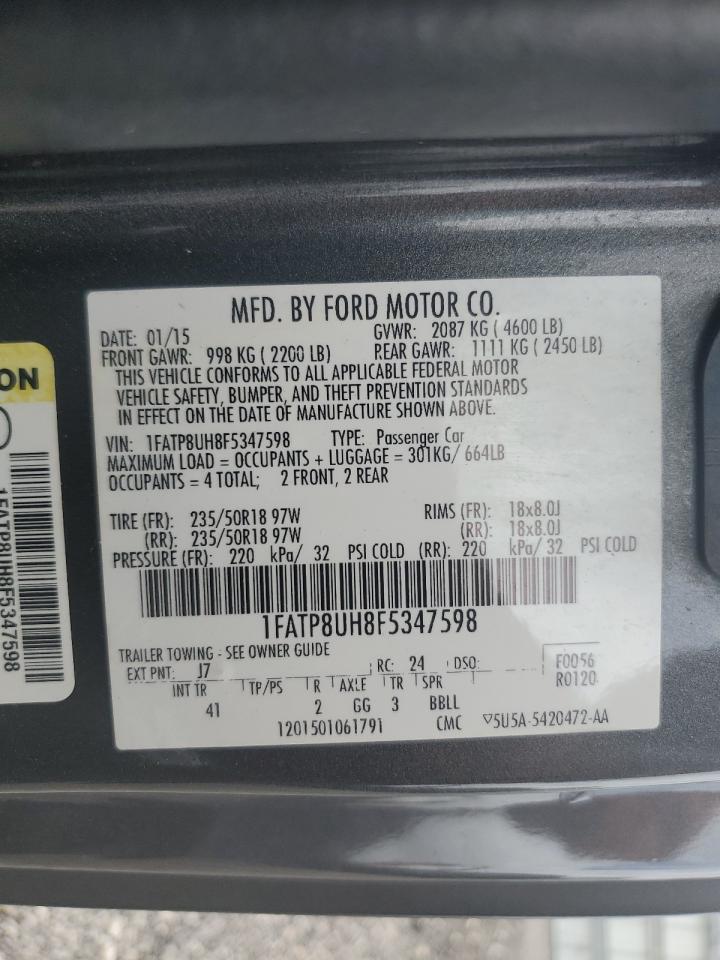 MFD. BY FORD MOTOR CO.
DATE: 01/15 GVWR: 2087 KG ( 4600 LB)
FRONT GAWR: 998 KG ( 2200 LB) REAR GAWR: 1111 KG ( 2450 LB)
THIS VEHICLE CONFORMS TO ALL APPLICABLE FEDERAL MOTOR
VEHICLE SAFETY, BUMPER, AND THEFT PREVENTION STANDARDS
IN EFFECT ON THE DATE OF MANUFACTURE SHOWN ABOVE.
VIN: 1FATP8UH8F5347598 TYPE: Passenger Car
MAXIMUM LOAD = OCCUPANTS + LUGGAGE = 301KG/ 664LB
OCCUPANTS = 4 TOTAL; 2 FRONT, 2 REAR
TIRE (FR): 235/50R18 97W RIMS (FR): 18x8.0J
(RR): 235/50R18 97W (RR): 18x8.0J
PRESSURE (FR): 220 kPa/ 32 PSI COLD (RR): 220 kPa/ 32 PSI COLD
1FATP8UH8F5347598
TRAILER TOWING - SEE OWNER GUIDE
EXT PNT: J7 RC: 24 DSO: F0056
INT TR TP/PS R AXLE TR SPR R0120
41 2 GG 3 BBLL
1201501061791 CMC ▽5U5A-5420472-AA
ON
1FATP8UH8F5347598